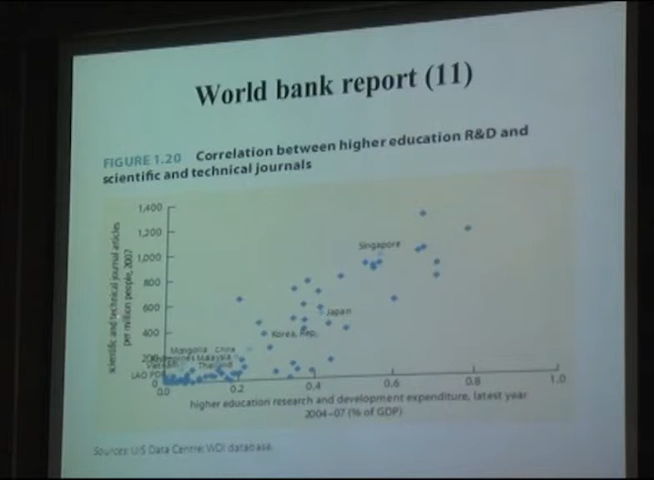 World bank report (11)
FIGURE 1.20 Correlation between higher education R&D and
scientific and technical journals
scientific and technical journal articles
per million people, 2007
1,400
1,200
1,000
800
600
400
200
0
Singapore
Japan
Korea, Rep.
Mongolia China
Philippines Malaysia
Vietnam Thailand
LAO PDR
0.0 0.2 0.4 0.6 0.8 1.0
higher education research and development expenditure, latest year
2004–07 (% of GDP)
Sources: UIS Data Centre; WDI database.